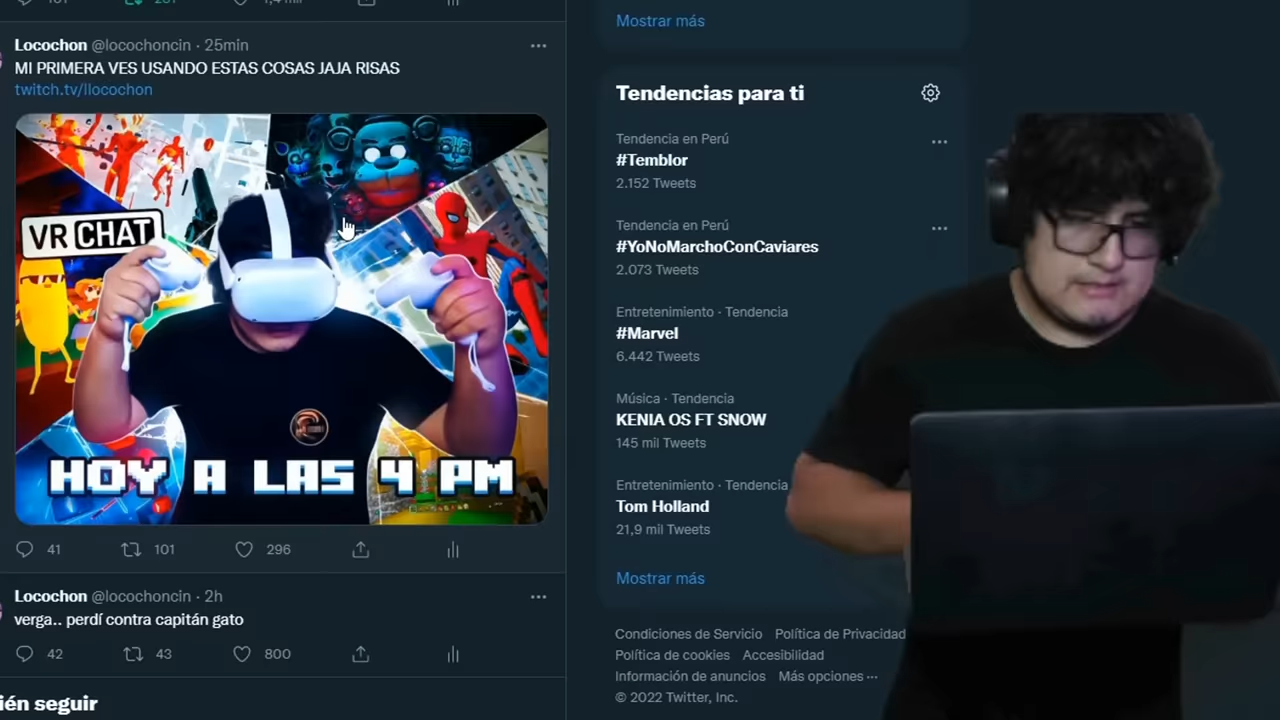 Locochon @locochoncin · 25min
MI PRIMERA VES USANDO ESTAS COSAS JAJA RISAS
twitch.tv/llocochon
VR CHAT
HOY A LAS 4 PM
41 101 296
Locochon @locochoncin · 2h
verga.. perdí contra capitán gato
42 43 800
ién seguir
Mostrar más
Tendencias para ti
Tendencia en Perú
#Temblor
2.152 Tweets
Tendencia en Perú
#YoNoMarchoConCaviares
2.073 Tweets
Entretenimiento · Tendencia
#Marvel
6.442 Tweets
Música · Tendencia
KENIA OS FT SNOW
145 mil Tweets
Entretenimiento · Tendencia
Tom Holland
21,9 mil Tweets
Mostrar más
Condiciones de Servicio Política de Privacidad
Política de cookies Accesibilidad
Información de anuncios Más opciones ···
© 2022 Twitter, Inc.